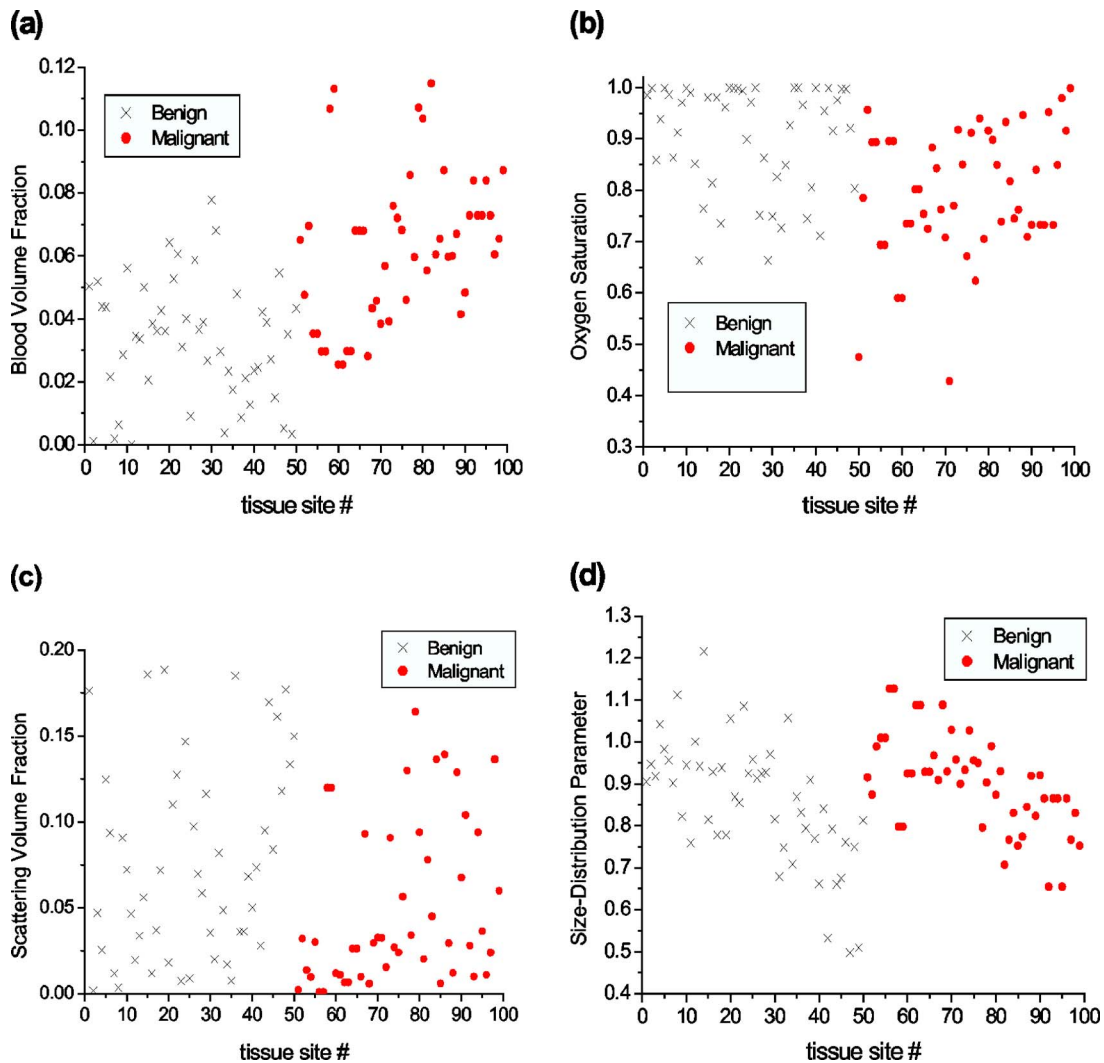 (a)
0.12
0.10
0.08
0.06
0.04
0.02
0.00
Blood Volume Fraction
Benign
Malignant
0 10 20 30 40 50 60 70 80 90 100
tissue site #
(b)
1.0
0.9
0.8
0.7
0.6
0.5
0.4
0.3
Oxygen Saturation
Benign
Malignant
0 10 20 30 40 50 60 70 80 90 100
tissue site #
(c)
0.20
0.15
0.10
0.05
0.00
Scattering Volume Fraction
Benign
Malignant
0 10 20 30 40 50 60 70 80 90 100
tissue site #
(d)
1.3
1.2
1.1
1.0
0.9
0.8
0.7
0.6
0.5
0.4
Size-Distribution Parameter
Benign
Malignant
0 10 20 30 40 50 60 70 80 90 100
tissue site #